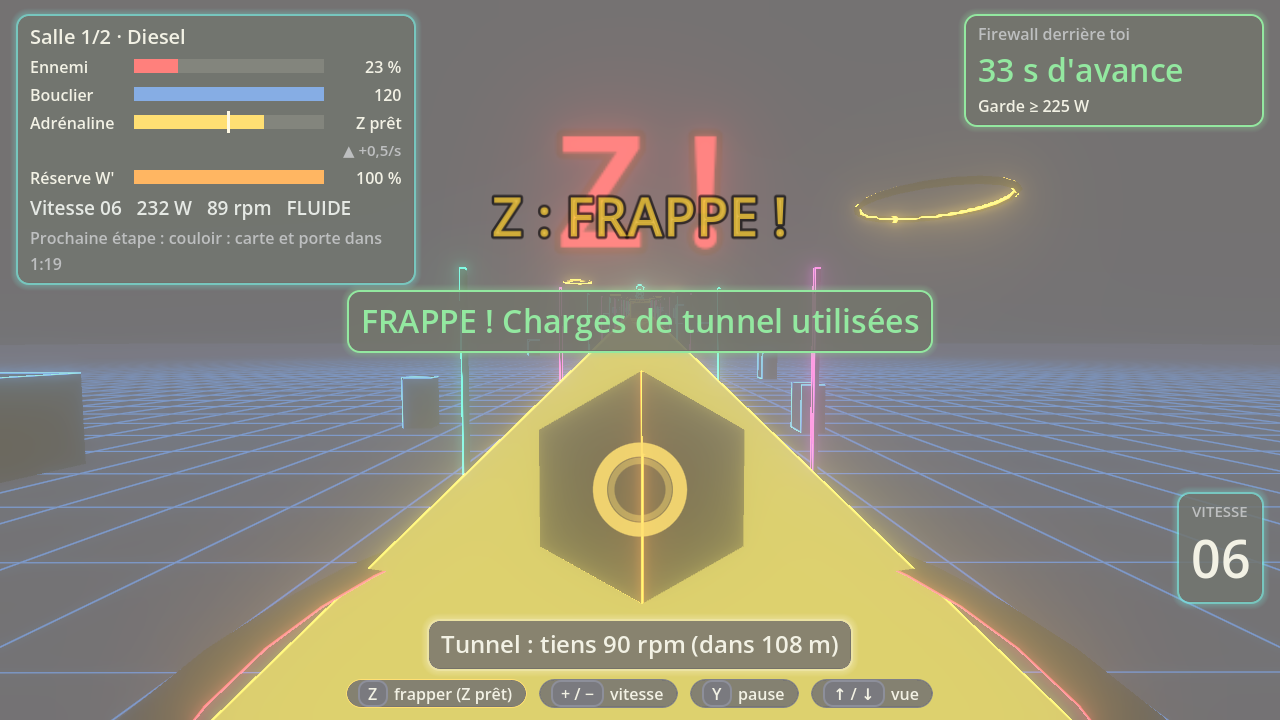 Salle 1/2 · Diesel
Ennemi 23 %
Bouclier 120
Adrénaline Z prêt
▲ +0,5/s
Réserve W' 100 %
Vitesse 06 232 W 89 rpm FLUIDE
Prochaine étape : couloir : carte et porte dans
1:19
Firewall derrière toi
33 s d'avance
Garde ≥ 225 W
Z !
Z : FRAPPE !
FRAPPE ! Charges de tunnel utilisées
VITESSE
06
Tunnel : tiens 90 rpm (dans 108 m)
Z frapper (Z prêt) + / − vitesse Y pause ↑ / ↓ vue